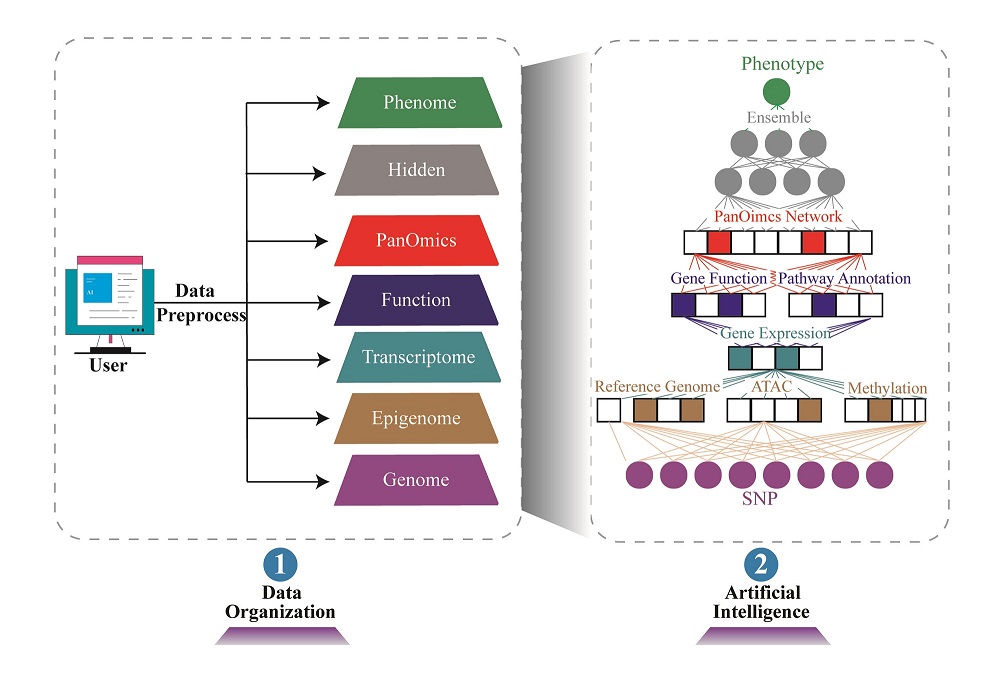 Phenome
Hidden
PanOmics
Function
Transcriptome
Epigenome
Genome
AI
User
Data
Preprocess
1
Data
Organization
Phenotype
Ensemble
PanOimcs Network
Gene Function
Pathway Annotation
Gene Expression
Reference Genome
ATAC
Methylation
SNP
2
Artificial
Intelligence